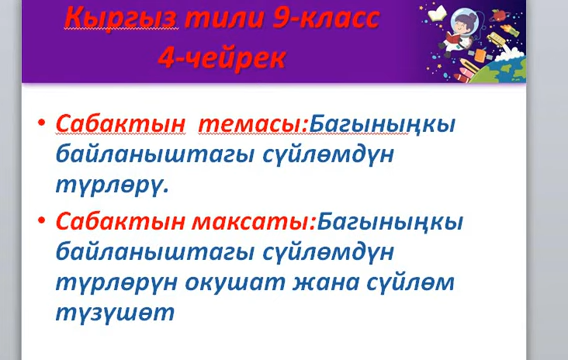 Кыргыз тили 9-класс
4-чейрек
• Сабактын темасы:Багыныңкы
байланыштагы сүйлөмдүн
түрлөрү.
• Сабактын максаты:Багыныңкы
байланыштагы сүйлөмдүн
түрлөрүн окушат жана сүйлөм
түзүшөт